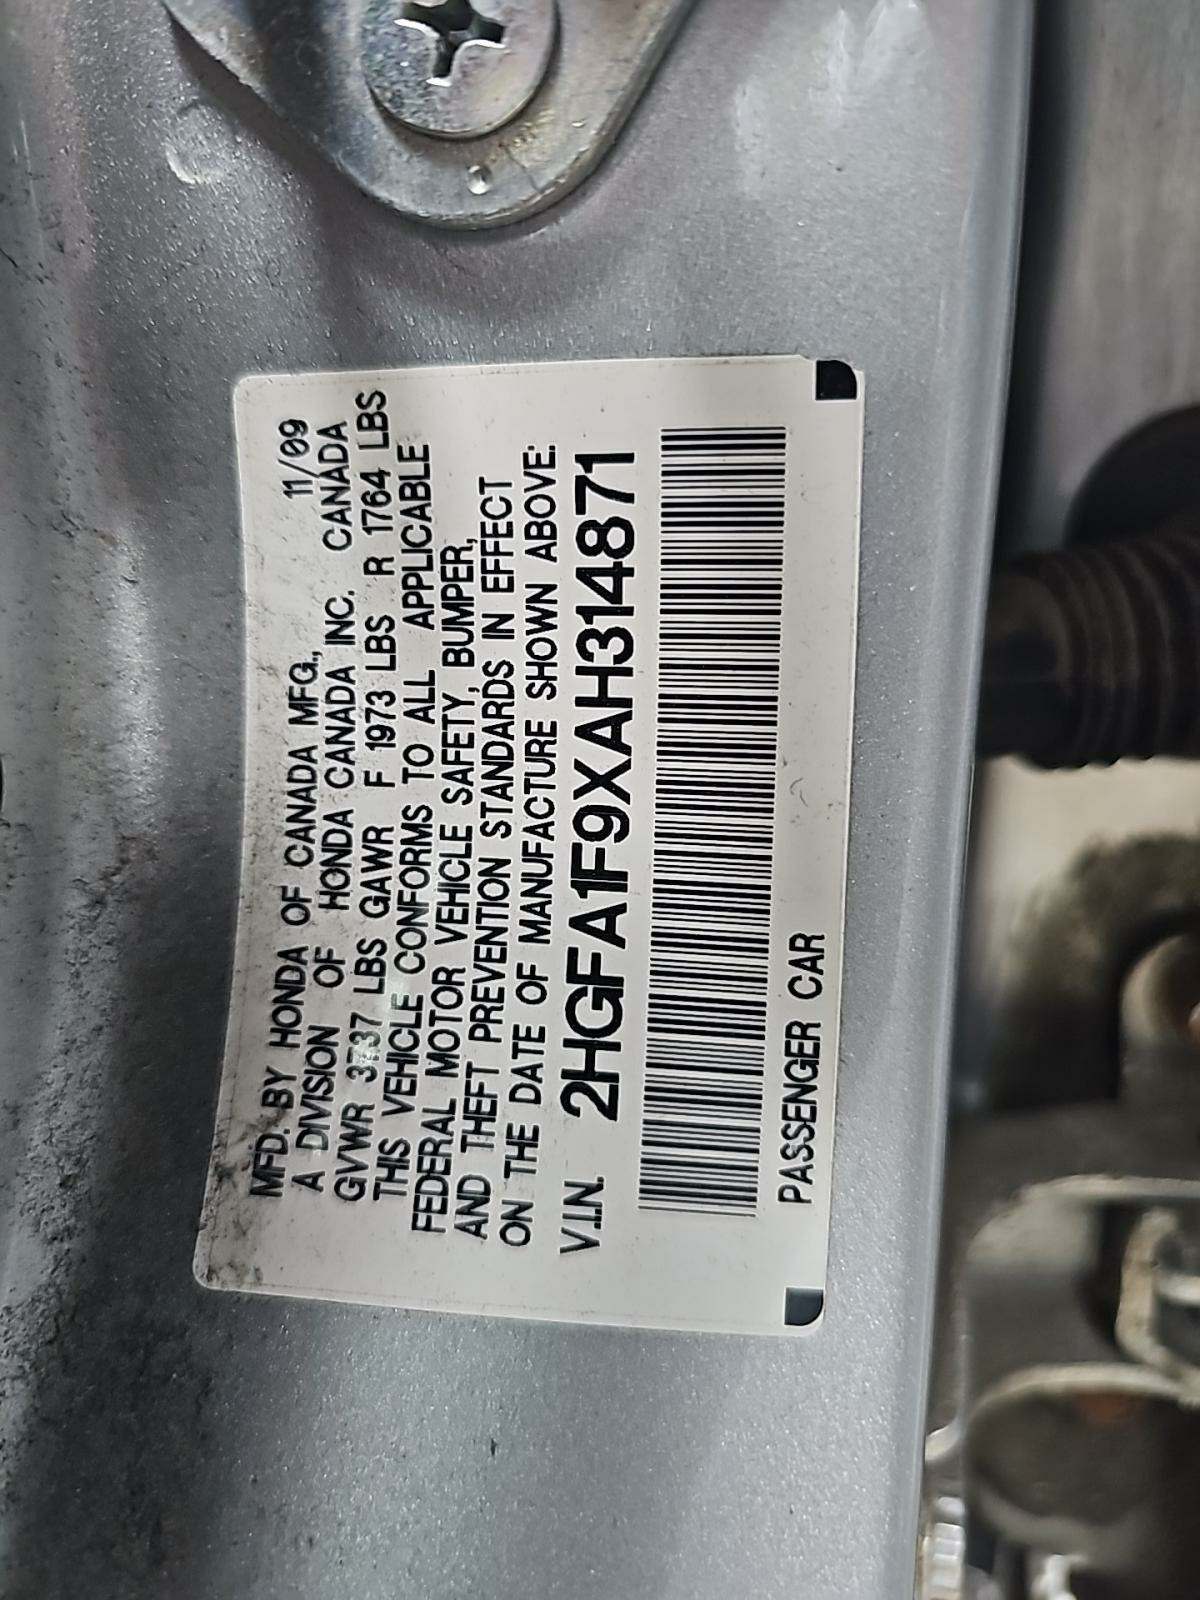 MFD. BY HONDA OF CANADA MFG., 11/09
A DIVISION OF HONDA CANADA INC. CANADA
GVWR 3737 LBS GAWR F 1973 LBS R 1764 LBS
THIS VEHICLE CONFORMS TO ALL APPLICABLE
FEDERAL MOTOR VEHICLE SAFETY, BUMPER,
AND THEFT PREVENTION STANDARDS IN EFFECT
ON THE DATE OF MANUFACTURE SHOWN ABOVE.
V.I.N. 2HGFA1F9XAH314871
PASSENGER CAR